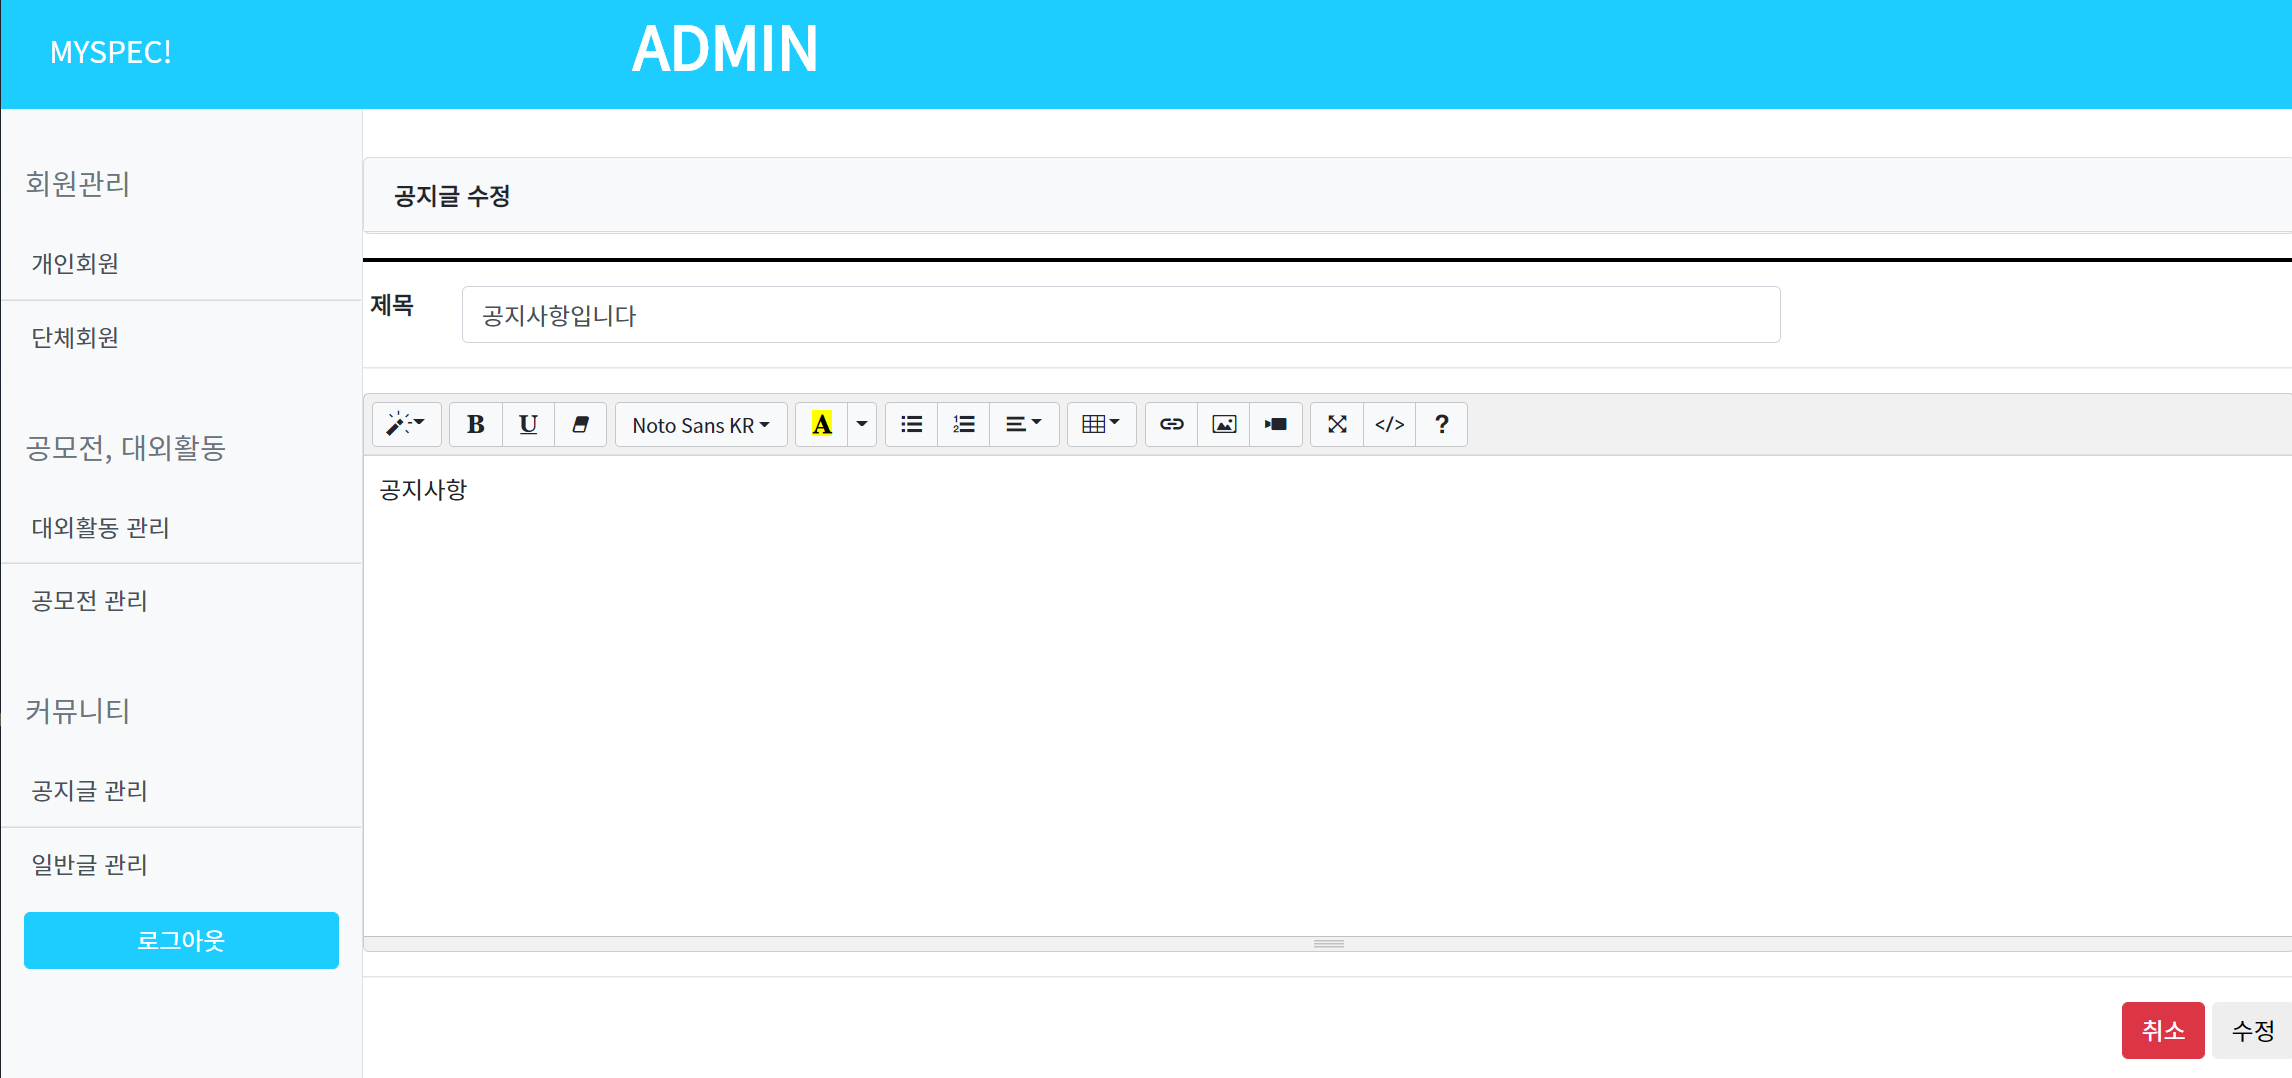 MYSPEC!
ADMIN
회원관리
개인회원
단체회원
공모전, 대외활동
대외활동 관리
공모전 관리
커뮤니티
공지글 관리
일반글 관리
로그아웃
공지글 수정
제목
공지사항입니다
B U Noto Sans KR A </> ?
공지사항
취소 수정